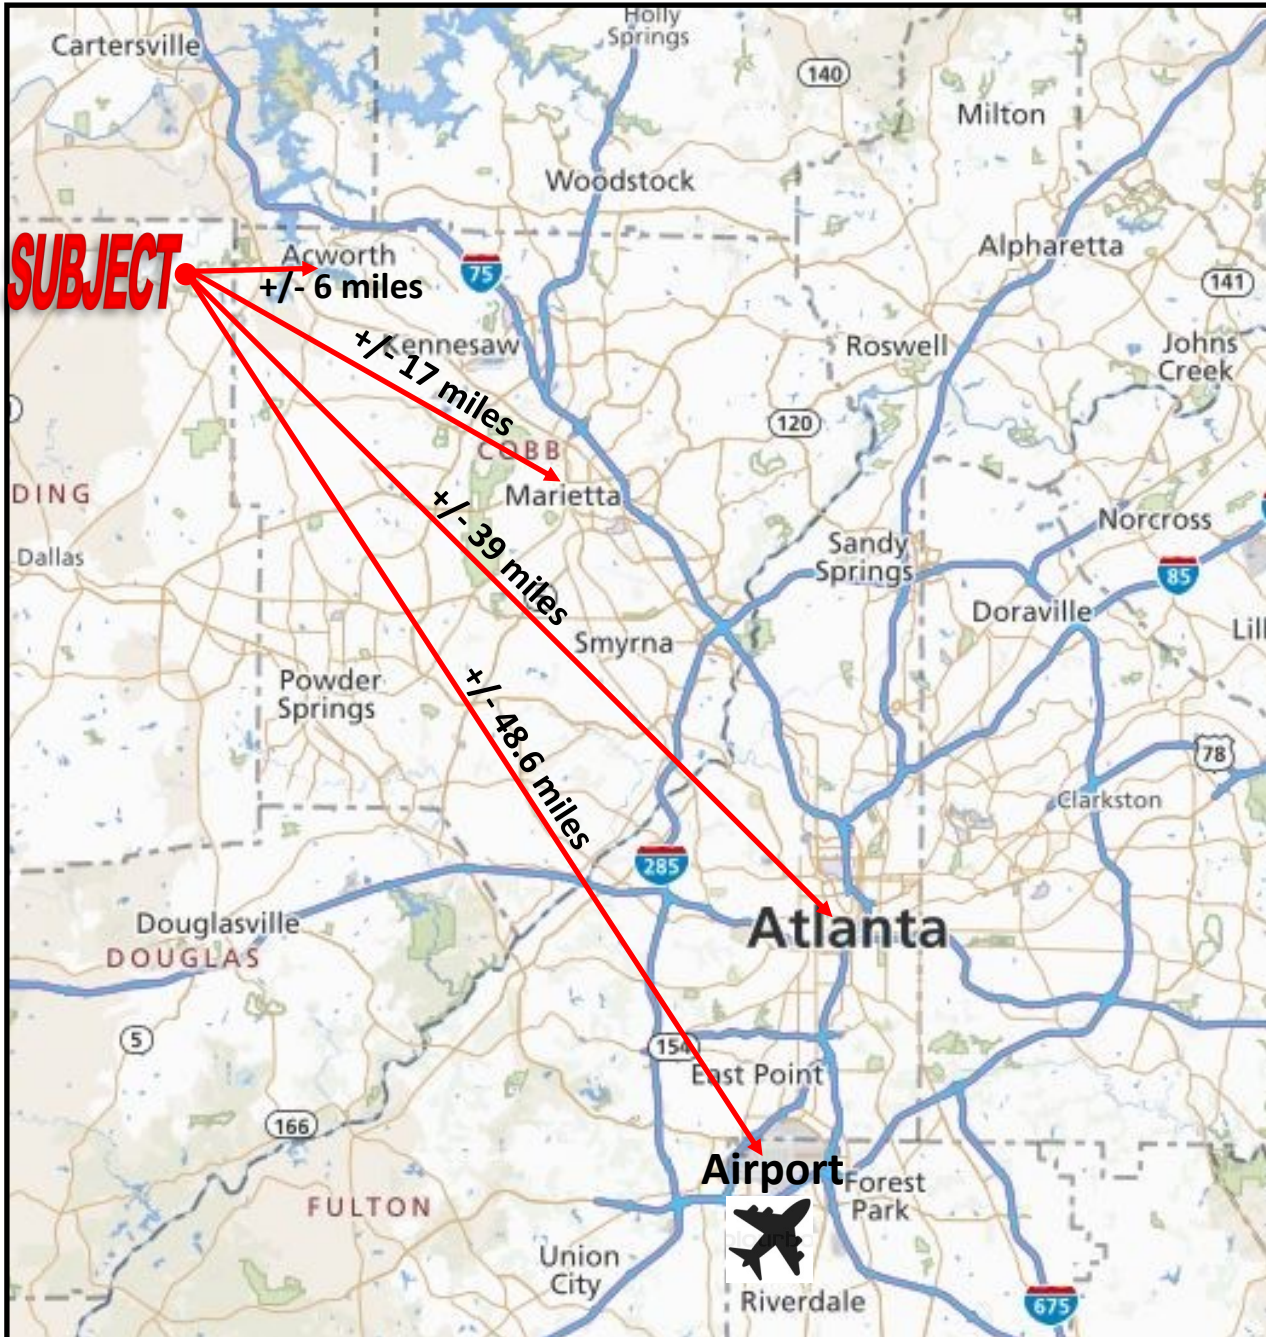 Holly
Springs
Cartersville
140
Milton
Woodstock
SUBJECT
Acworth
+/- 6 miles
75
Alpharetta
141
Kennesaw
+/- 17 miles
Roswell
Johns
Creek
120
COBB
Marietta
DING
+/- 39 miles
Norcross
Sandy
Springs
Dallas
85
Doraville
Smyrna
Lill
Powder
Springs
+/- 48.6 miles
78
Clarkston
285
Douglasville
DOUGLAS
Atlanta
5
154
East Point
166
Airport
Forest
Park
FULTON
Union
City
Riverdale
675